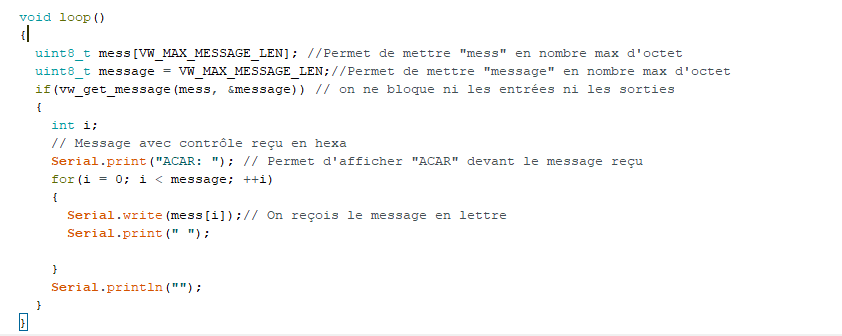 void loop()
{
  uint8_t mess[VW_MAX_MESSAGE_LEN]; //Permet de mettre "mess" en nombre max d'octet
  uint8_t message = VW_MAX_MESSAGE_LEN;//Permet de mettre "message" en nombre max d'octet
  if(vw_get_message(mess, &message)) // on ne bloque ni les entrées ni les sorties
  {
    int i;
    // Message avec contrôle reçu en hexa
    Serial.print("ACAR: "); // Permet d'afficher "ACAR" devant le message reçu
    for(i = 0; i < message; ++i)
    {
      Serial.write(mess[i]);// On reçois le message en lettre
      Serial.print(" ");

    }
    Serial.println("");
  }
}